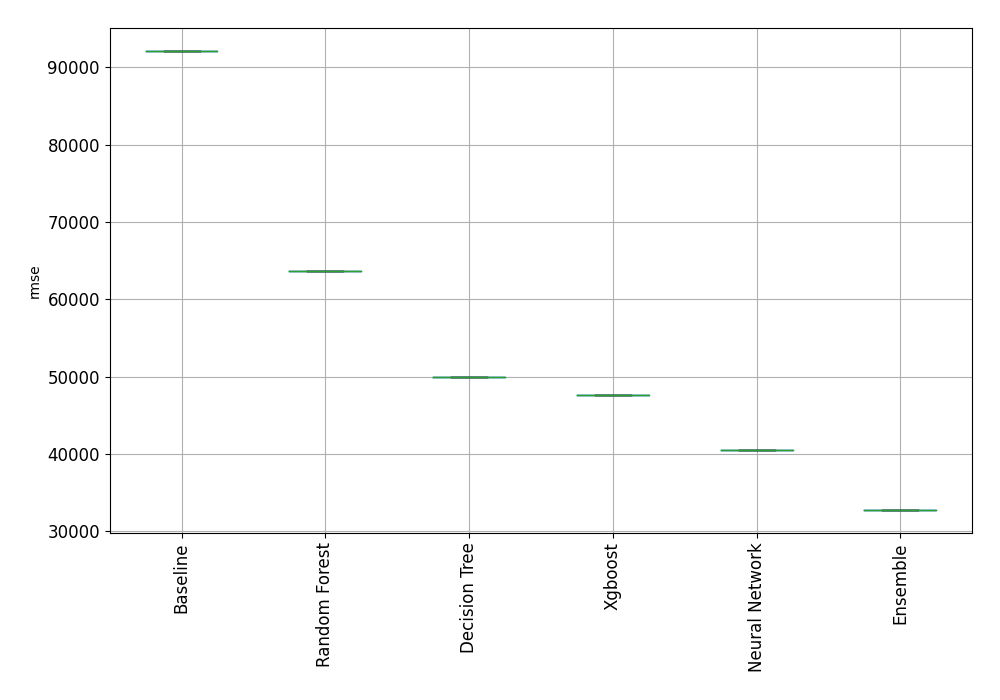 90000
80000
70000
60000
50000
40000
30000
rmse
Baseline
Random Forest
Decision Tree
Xgboost
Neural Network
Ensemble